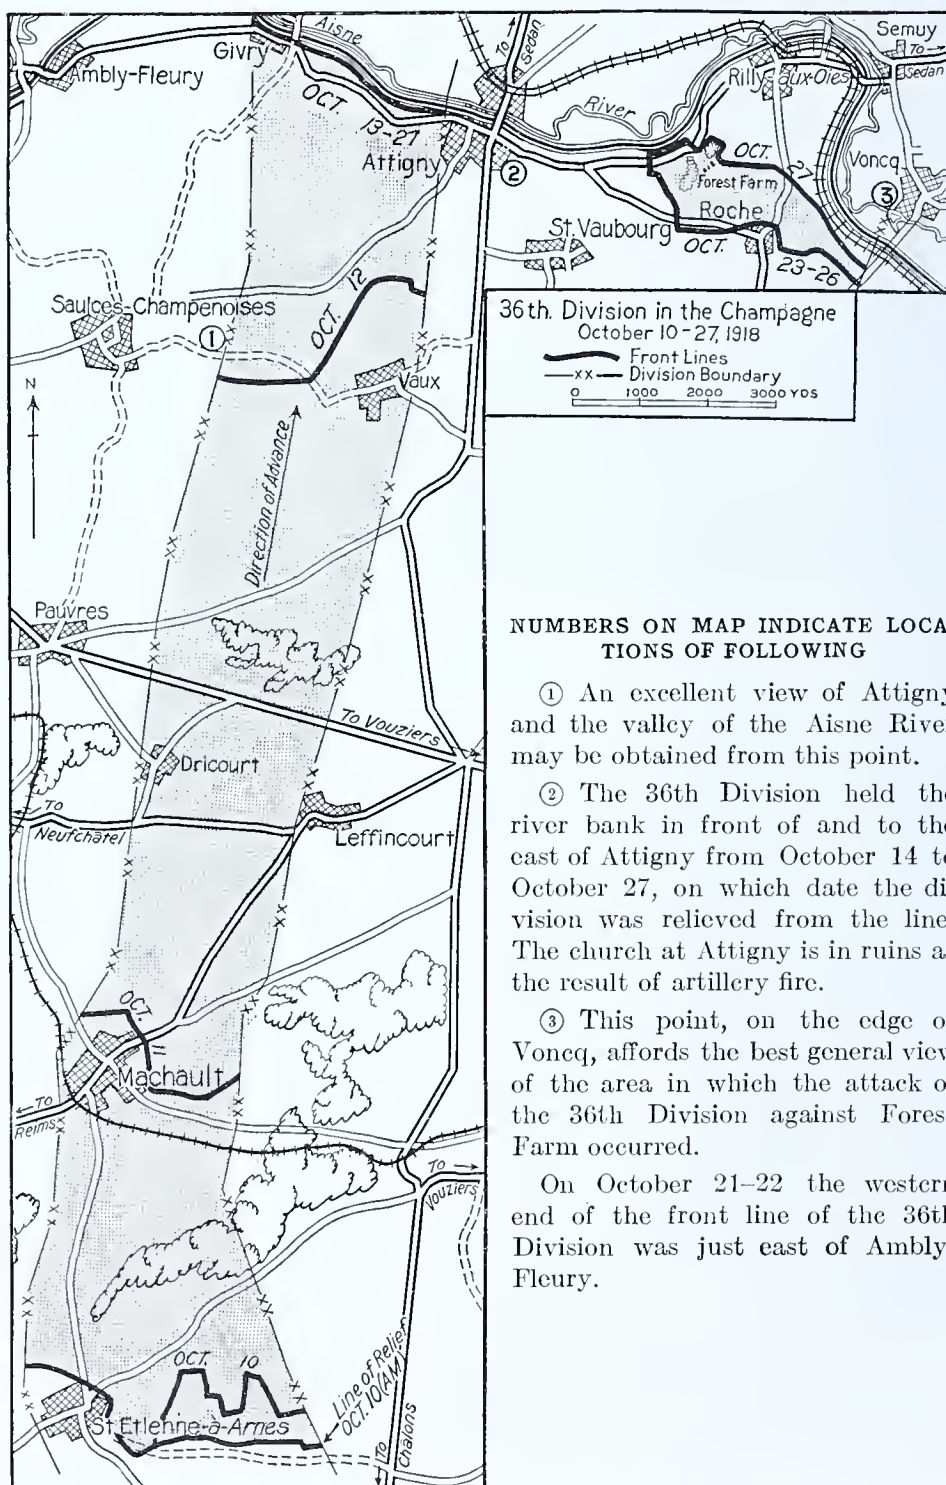 Aisne
Givry
To Sedan
Semuy
To
Sedan
Ambly-Fleury
Rilly-aux-Oies
OCT. 13-27
River
Attigny
②
OCT. 27
Voncq
③
Forest Farm
Roche
St. Vaubourg
OCT. 23-26
Saulces-Champenoises
①
OCT. 12
Vaux
36th. Division in the Champagne
October 10-27, 1918
Front Lines
XX Division Boundary
0 1000 2000 3000 YDS
N
Direction of Advance
Pauvres
To Vouziers
Dricourt
To
Neufchâtel
Leffincourt
OCT. 11
Machault
To
Reims
To
Vouziers
OCT. 10
Line of Relief
OCT. 10 (AM)
St Etienne-à-Arnes
To Chalons
NUMBERS ON MAP INDICATE LOCA
TIONS OF FOLLOWING
① An excellent view of Attigny
and the valley of the Aisne Rive
may be obtained from this point.
② The 36th Division held the
river bank in front of and to the
east of Attigny from October 14 to
October 27, on which date the di
vision was relieved from the line
The church at Attigny is in ruins a
the result of artillery fire.
③ This point, on the edge o
Voncq, affords the best general view
of the area in which the attack o
the 36th Division against Fores
Farm occurred.
On October 21–22 the western
end of the front line of the 36th
Division was just east of Ambly
Fleury.